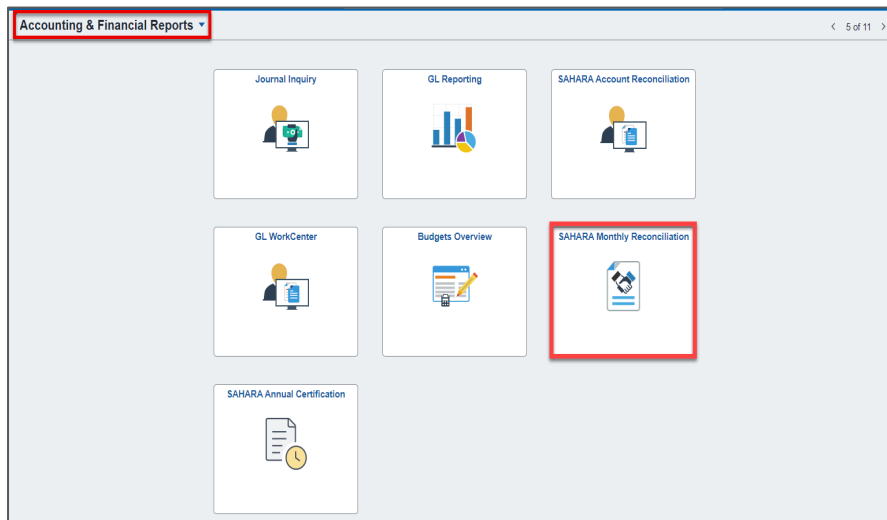 Accounting & Financial Reports
< 5 of 11 >
Journal Inquiry
GL Reporting
SAHARA Account Reconciliation
GL WorkCenter
Budgets Overview
SAHARA Monthly Reconciliation
SAHARA Annual Certification